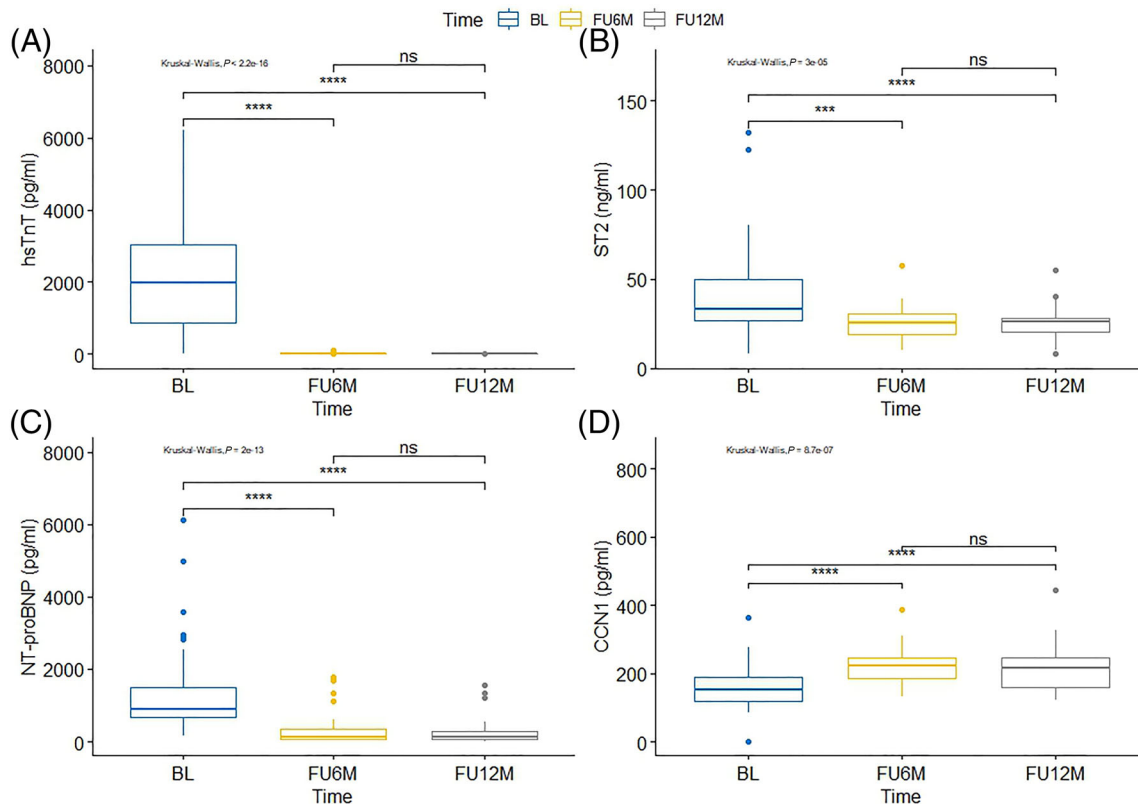 Time BL FU6M FU12M
(A)
Kruskal-Wallis, P < 2.2e-16
ns
****
****
hsTnT (pg/ml)
8000
6000
4000
2000
0
BL FU6M FU12M
Time
(B)
Kruskal-Wallis, P = 3e-05
ns
****
***
ST2 (ng/ml)
150
100
50
0
BL FU6M FU12M
Time
(C)
Kruskal-Wallis, P = 2e-13
ns
****
****
NT-proBNP (pg/ml)
8000
6000
4000
2000
0
BL FU6M FU12M
Time
(D)
Kruskal-Wallis, P = 8.7e-07
ns
****
****
CCN1 (pg/ml)
800
600
400
200
0
BL FU6M FU12M
Time